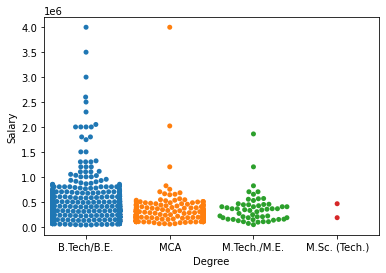 1e6
4.0
3.5
3.0
2.5
2.0
1.5
1.0
0.5
0.0
Salary
B.Tech/B.E.
MCA
M.Tech./M.E.
M.Sc. (Tech.)
Degree